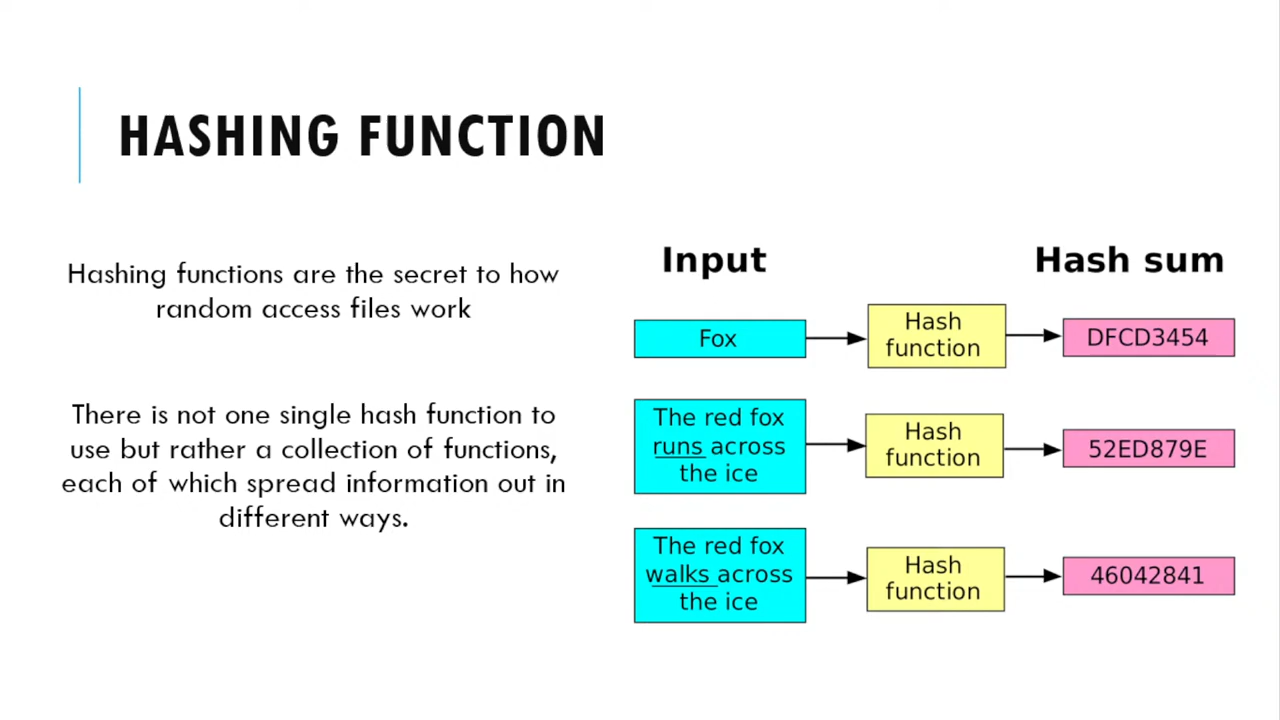 HASHING FUNCTION
Hashing functions are the secret to how
random access files work
There is not one single hash function to
use but rather a collection of functions,
each of which spread information out in
different ways.
Input
Hash sum
Fox
Hash
function
DFCD3454
The red fox
runs across
the ice
Hash
function
52ED879E
The red fox
walks across
the ice
Hash
function
46042841